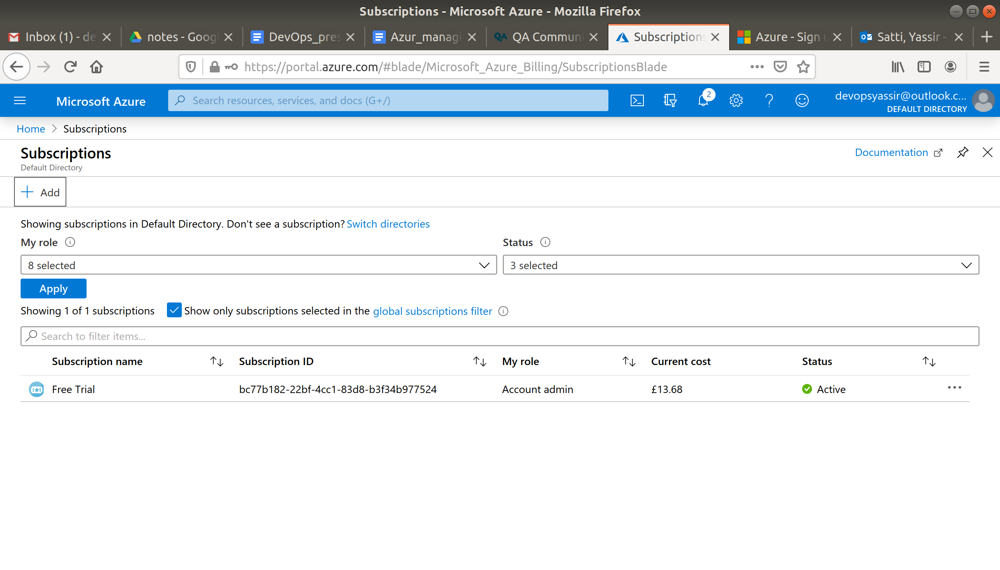 Subscriptions - Microsoft Azure - Mozilla Firefox
Inbox (1) - de
notes - Googl
DevOps_pres
Azur_managi
QA Communi
Subscriptions
Azure - Sign u
Satti, Yassir -
https://portal.azure.com/#blade/Microsoft_Azure_Billing/SubscriptionsBlade
Microsoft Azure
Search resources, services, and docs (G+/)
2
devopsyassir@outlook.c...
DEFAULT DIRECTORY
Home > Subscriptions
Subscriptions
Default Directory
Documentation
Add
Showing subscriptions in Default Directory. Don't see a subscription? Switch directories
My role
Status
8 selected
3 selected
Apply
Showing 1 of 1 subscriptions
Show only subscriptions selected in the global subscriptions filter
Search to filter items...
Subscription name
Subscription ID
My role
Current cost
Status
Free Trial
bc77b182-22bf-4cc1-83d8-b3f34b977524
Account admin
£13.68
Active